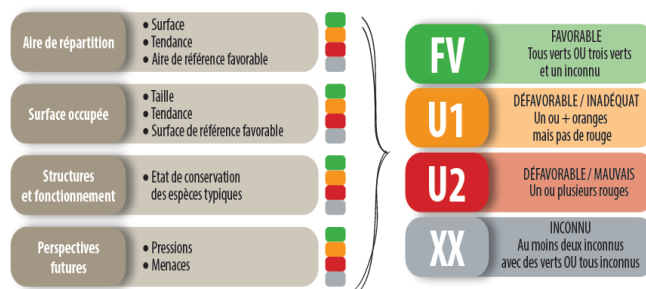 Aire de répartition
• Surface
• Tendance
• Aire de référence favorable
Surface occupée
• Taille
• Tendance
• Surface de référence favorable
Structures
et fonctionnement
• Etat de conservation
des espèces typiques
Perspectives
futures
• Pressions
• Menaces
FV
FAVORABLE
Tous verts OU trois verts
et un inconnu
U1
DÉFAVORABLE / INADÉQUAT
Un ou + oranges
mais pas de rouge
U2
DÉFAVORABLE / MAUVAIS
Un ou plusieurs rouges
XX
INCONNU
Au moins deux inconnus
avec des verts OU tous inconnus